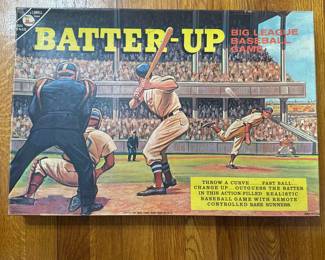 BATTER-UP
BIG LEAGUE
BASEBALL
GAME
THROW A CURVE .... FAST BALL...
CHANGE UP... OUTGUESS THE BATTER
IN THIS ACTION-FILLED REALISTIC
BASEBALL GAME WITH REMOTE
CONTROLLED BASE RUNNERS.